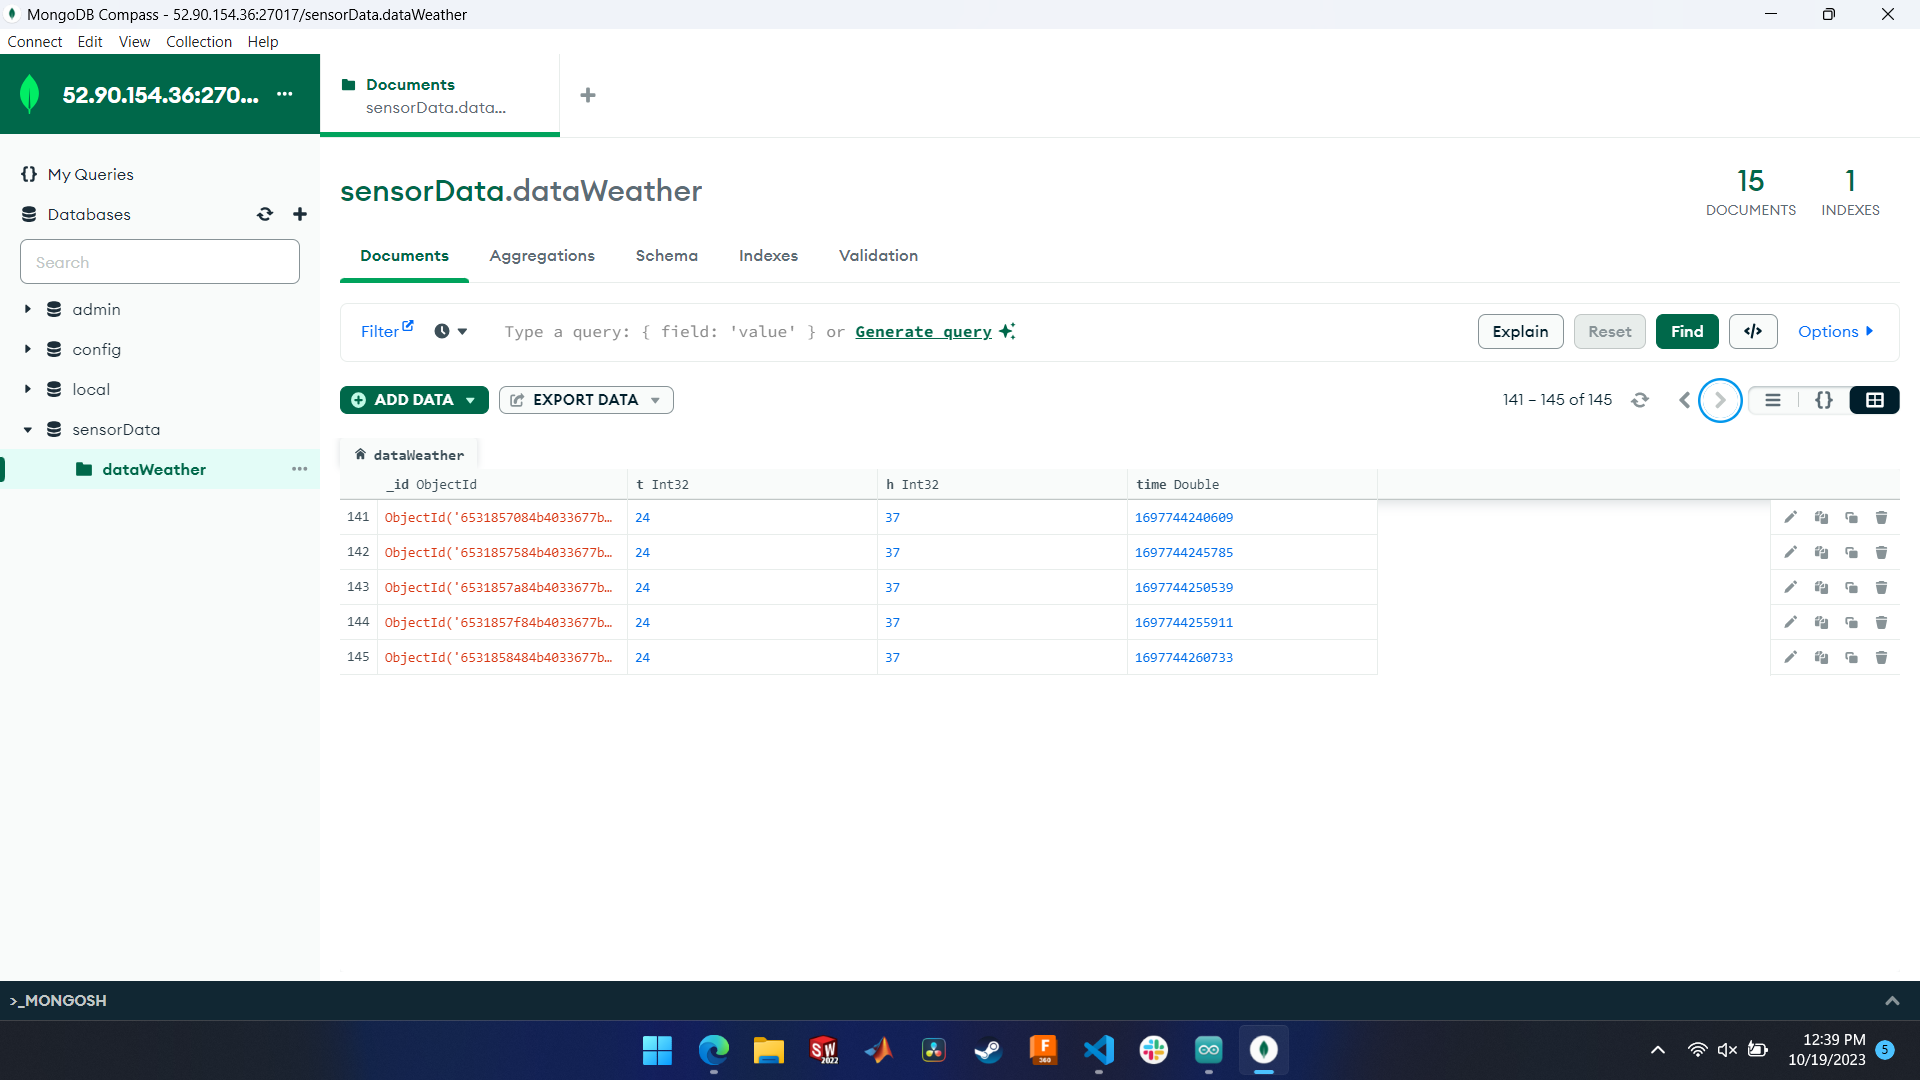 MongoDB Compass - 52.90.154.36:27017/sensorData.dataWeather
Connect Edit View Collection Help
52.90.154.36:270...
Documents
sensorData.data...
My Queries
Databases
Search
admin
config
local
sensorData
dataWeather
sensorData.dataWeather
15
DOCUMENTS
1
INDEXES
Documents Aggregations Schema Indexes Validation
Filter Type a query: { field: 'value' } or Generate query Explain Reset Find </> Options
ADD DATA EXPORT DATA 141 – 145 of 145 {}
dataWeather
_id ObjectId t Int32 h Int32 time Double
141 ObjectId('6531857084b4033677b… 24 37 1697744240609
142 ObjectId('6531857584b4033677b… 24 37 1697744245785
143 ObjectId('6531857a84b4033677b… 24 37 1697744250539
144 ObjectId('6531857f84b4033677b… 24 37 1697744255911
145 ObjectId('6531858484b4033677b… 24 37 1697744260733
>_MONGOSH
SW
2022
F
360
12:39 PM
10/19/2023
5